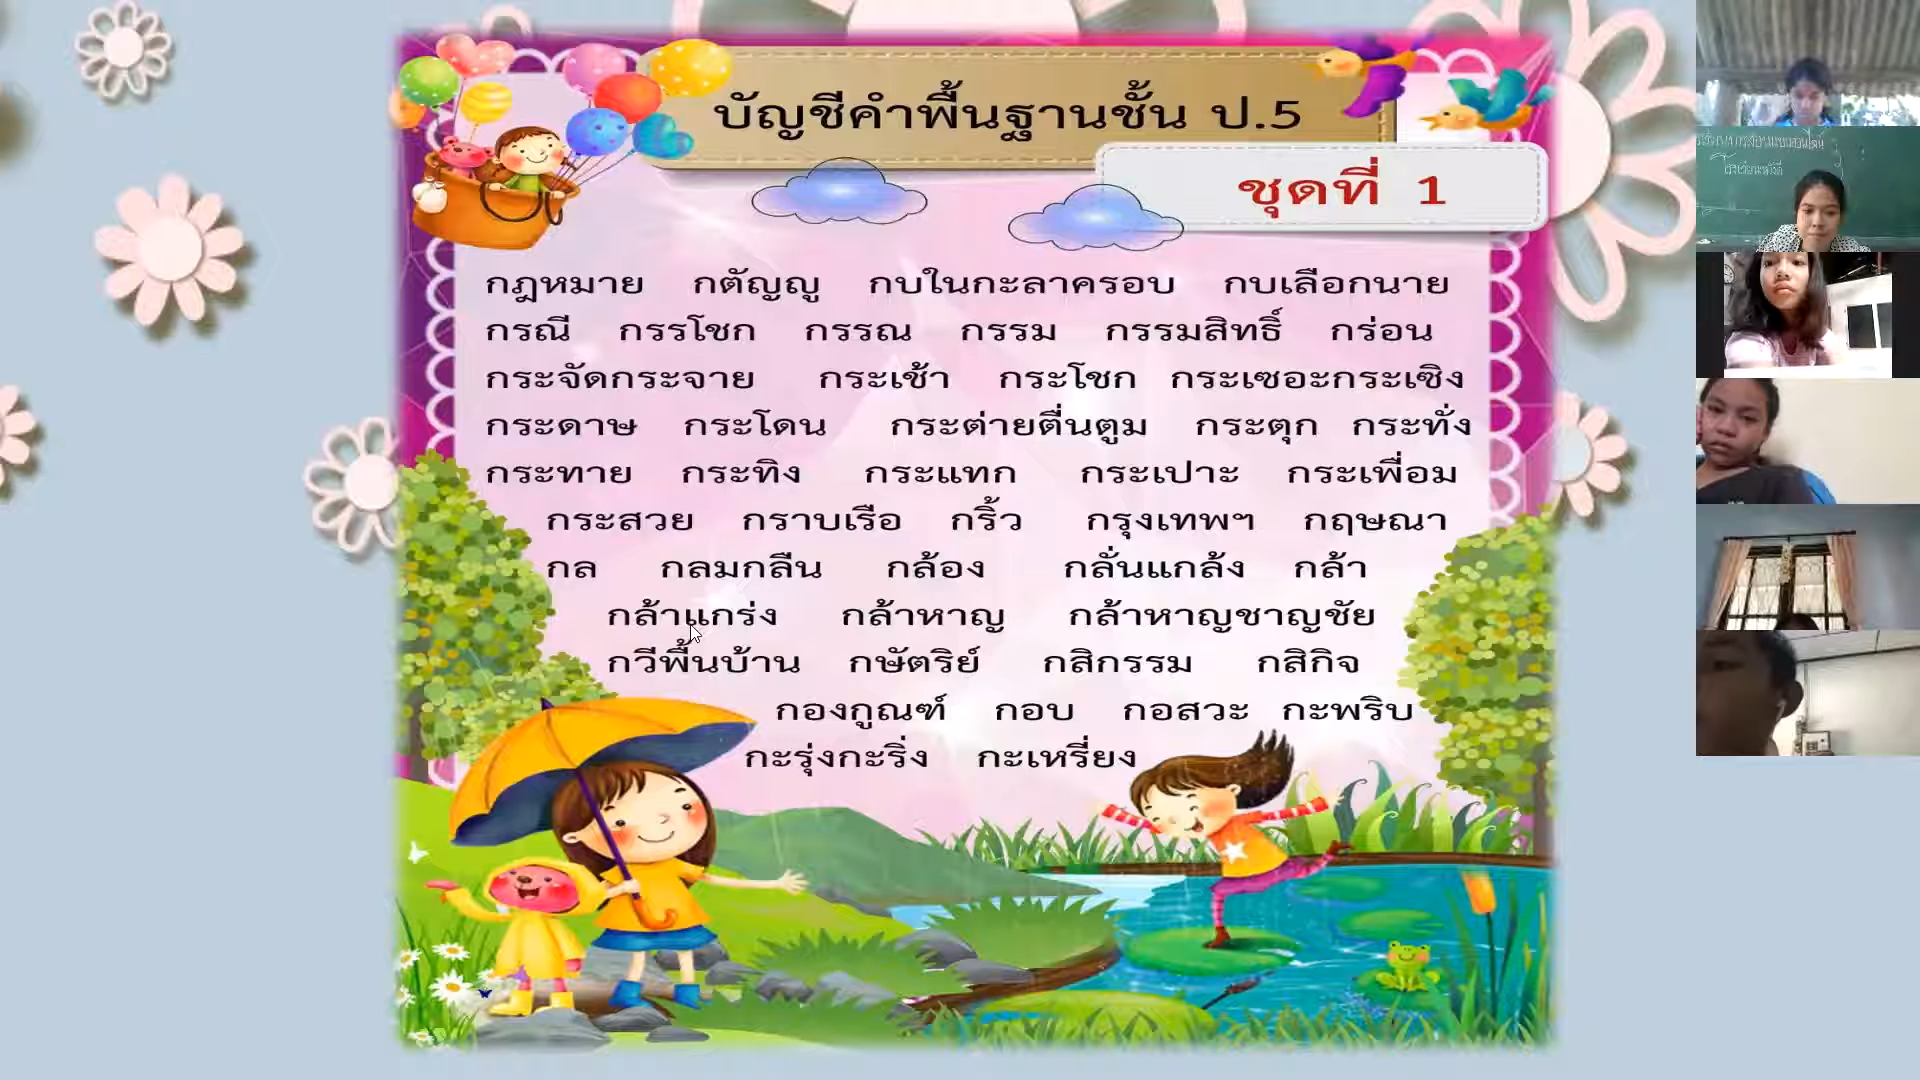 บัญชีคำพื้นฐานชั้น ป.5
ชุดที่ 1
กฎหมาย กตัญญู กบในกะลาครอบ กบเลือกนาย
กรณี กรรโชก กรรณ กรรม กรรมสิทธิ์ กร่อน
กระจัดกระจาย กระเช้า กระโชก กระเซอะกระเซิง
กระดาษ กระโดน กระต่ายตื่นตูม กระตุก กระทั่ง
กระทาย กระทิง กระแทก กระเปาะ กระเพื่อม
กระสวย กราบเรือ กริ้ว กรุงเทพฯ กฤษณา
กล กลมกลืน กล้อง กลั่นแกล้ง กล้า
กล้าแกร่ง กล้าหาญ กล้าหาญชาญชัย
กวีพื้นบ้าน กษัตริย์ กสิกรรม กสิกิจ
กองกูณฑ์ กอบ กอสวะ กะพริบ
กะรุ่งกะริ่ง กะเหรี่ยง